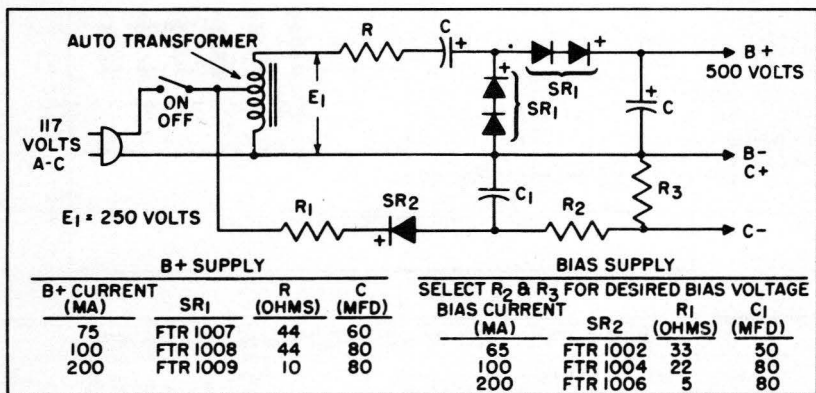 AUTO TRANSFORMER
R
C
+
+
B+
500 VOLTS
ON
OFF
E1
+
SR1
SR1
+
C
117
VOLTS
A-C
B-
C+
E1 = 250 VOLTS
R1
SR2
+
C1
R2
R3
C-
B+ SUPPLY
B+ CURRENT (MA) SR1 R (OHMS) C (MFD)
75 FTR 1007 44 60
100 FTR 1008 44 80
200 FTR 1009 10 80
BIAS SUPPLY
SELECT R2 & R3 FOR DESIRED BIAS VOLTAGE
BIAS CURRENT (MA) SR2 R1 (OHMS) C1 (MFD)
65 FTR 1002 33 50
100 FTR 1004 22 80
200 FTR 1006 5 80